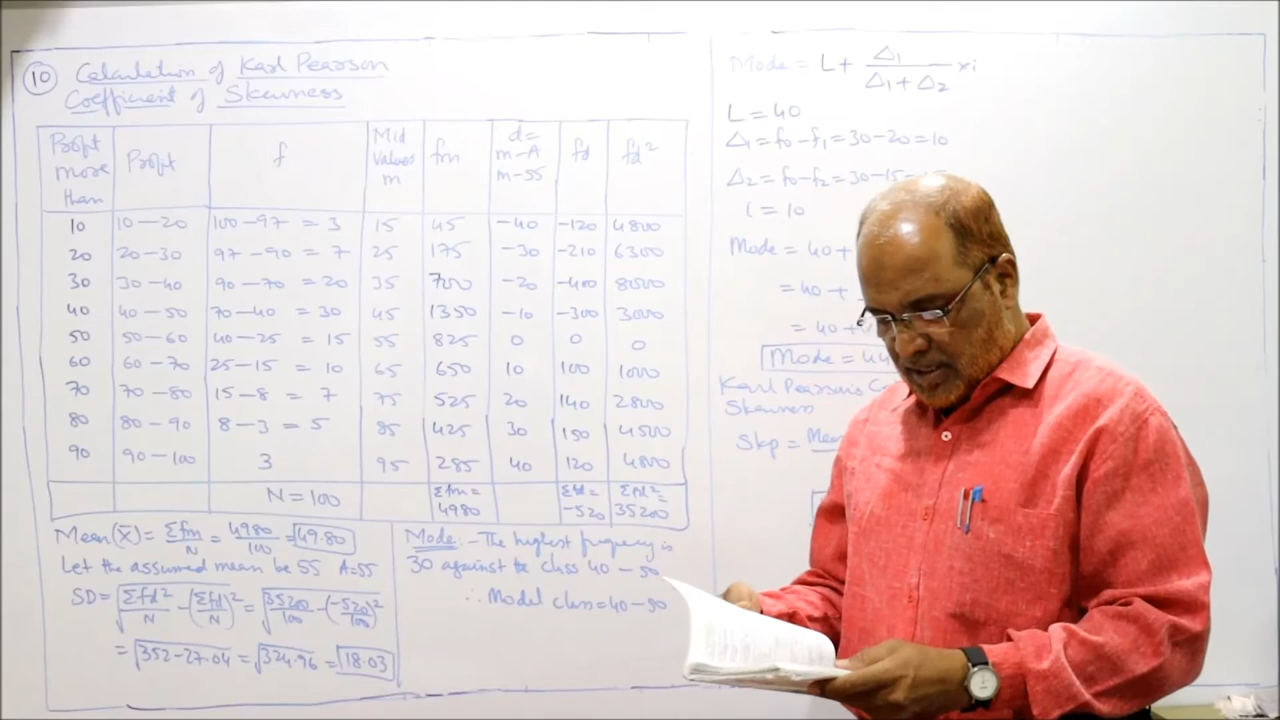 10 Calculation of Karl Pearson
Coefficient of Skewness
Profit more than | Profit | f | Mid values m | fm | d= m-A m-55 | fd | fd²
10 | 10-20 | 100-97 = 3 | 15 | 45 | -40 | -120 | 4800
20 | 20-30 | 97-90 = 7 | 25 | 175 | -30 | -210 | 6300
30 | 30-40 | 90-70 = 20 | 35 | 700 | -20 | -400 | 8000
40 | 40-50 | 70-40 = 30 | 45 | 1350 | -10 | -300 | 3000
50 | 50-60 | 40-25 = 15 | 55 | 825 | 0 | 0 | 0
60 | 60-70 | 25-15 = 10 | 65 | 650 | 10 | 100 | 1000
70 | 70-80 | 15-8 = 7 | 75 | 525 | 20 | 140 | 2800
80 | 80-90 | 8-3 = 5 | 85 | 425 | 30 | 150 | 4500
90 | 90-100 | 3 | 95 | 285 | 40 | 120 | 4800
N=100 | Σfm= 4980 | Σfd= -520 | Σfd²= 35200
Mean(x̄)= Σfm/N = 4980/100 = 49.80
Let the assumed mean be 55 A=55
SD= √(Σfd²/N - (Σfd/N)²) = √(35200/100 - (-520/100)²)
= √(352-27.04) = √324.96 = 18.03
Mode:- The highest frequency is
30 against the class 40-50
∴ Model class=40-50
Mode = L+ Δ1/(Δ1+Δ2) ×i
L=40
Δ1=f0-f1=30-20=10
Δ2=f0-f2=30-15=15
i=10
Mode = 40+
=40+
= 40+
Mode = 44
Karl Pearson's
Skewness
Skp =